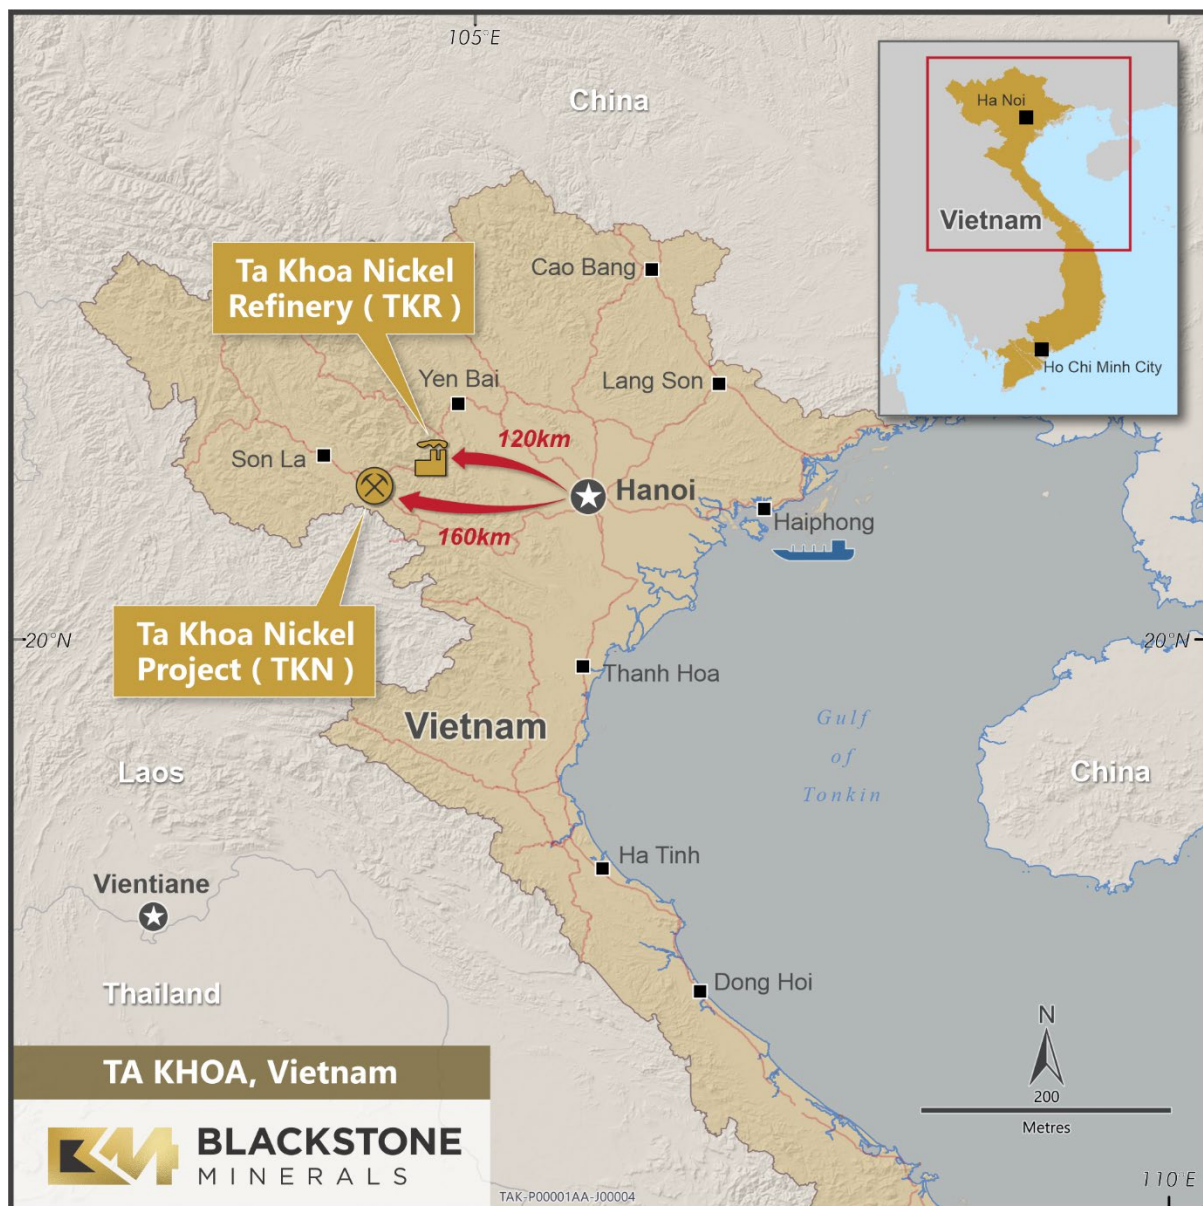 105°E
China
Ha Noi
Vietnam
Ho Chi Minh City
Ta Khoa Nickel
Refinery ( TKR )
Cao Bang
Yen Bai
Lang Son
120km
Son La
Hanoi
160km
Haiphong
Ta Khoa Nickel
Project ( TKN )
20°N
20°N
Thanh Hoa
Vietnam
Gulf
of
Tonkin
Laos
China
Ha Tinh
Vientiane
Dong Hoi
Thailand
N
200
Metres
TA KHOA, Vietnam
BLACKSTONE
MINERALS
TAK-P00001AA-J00004
110°E